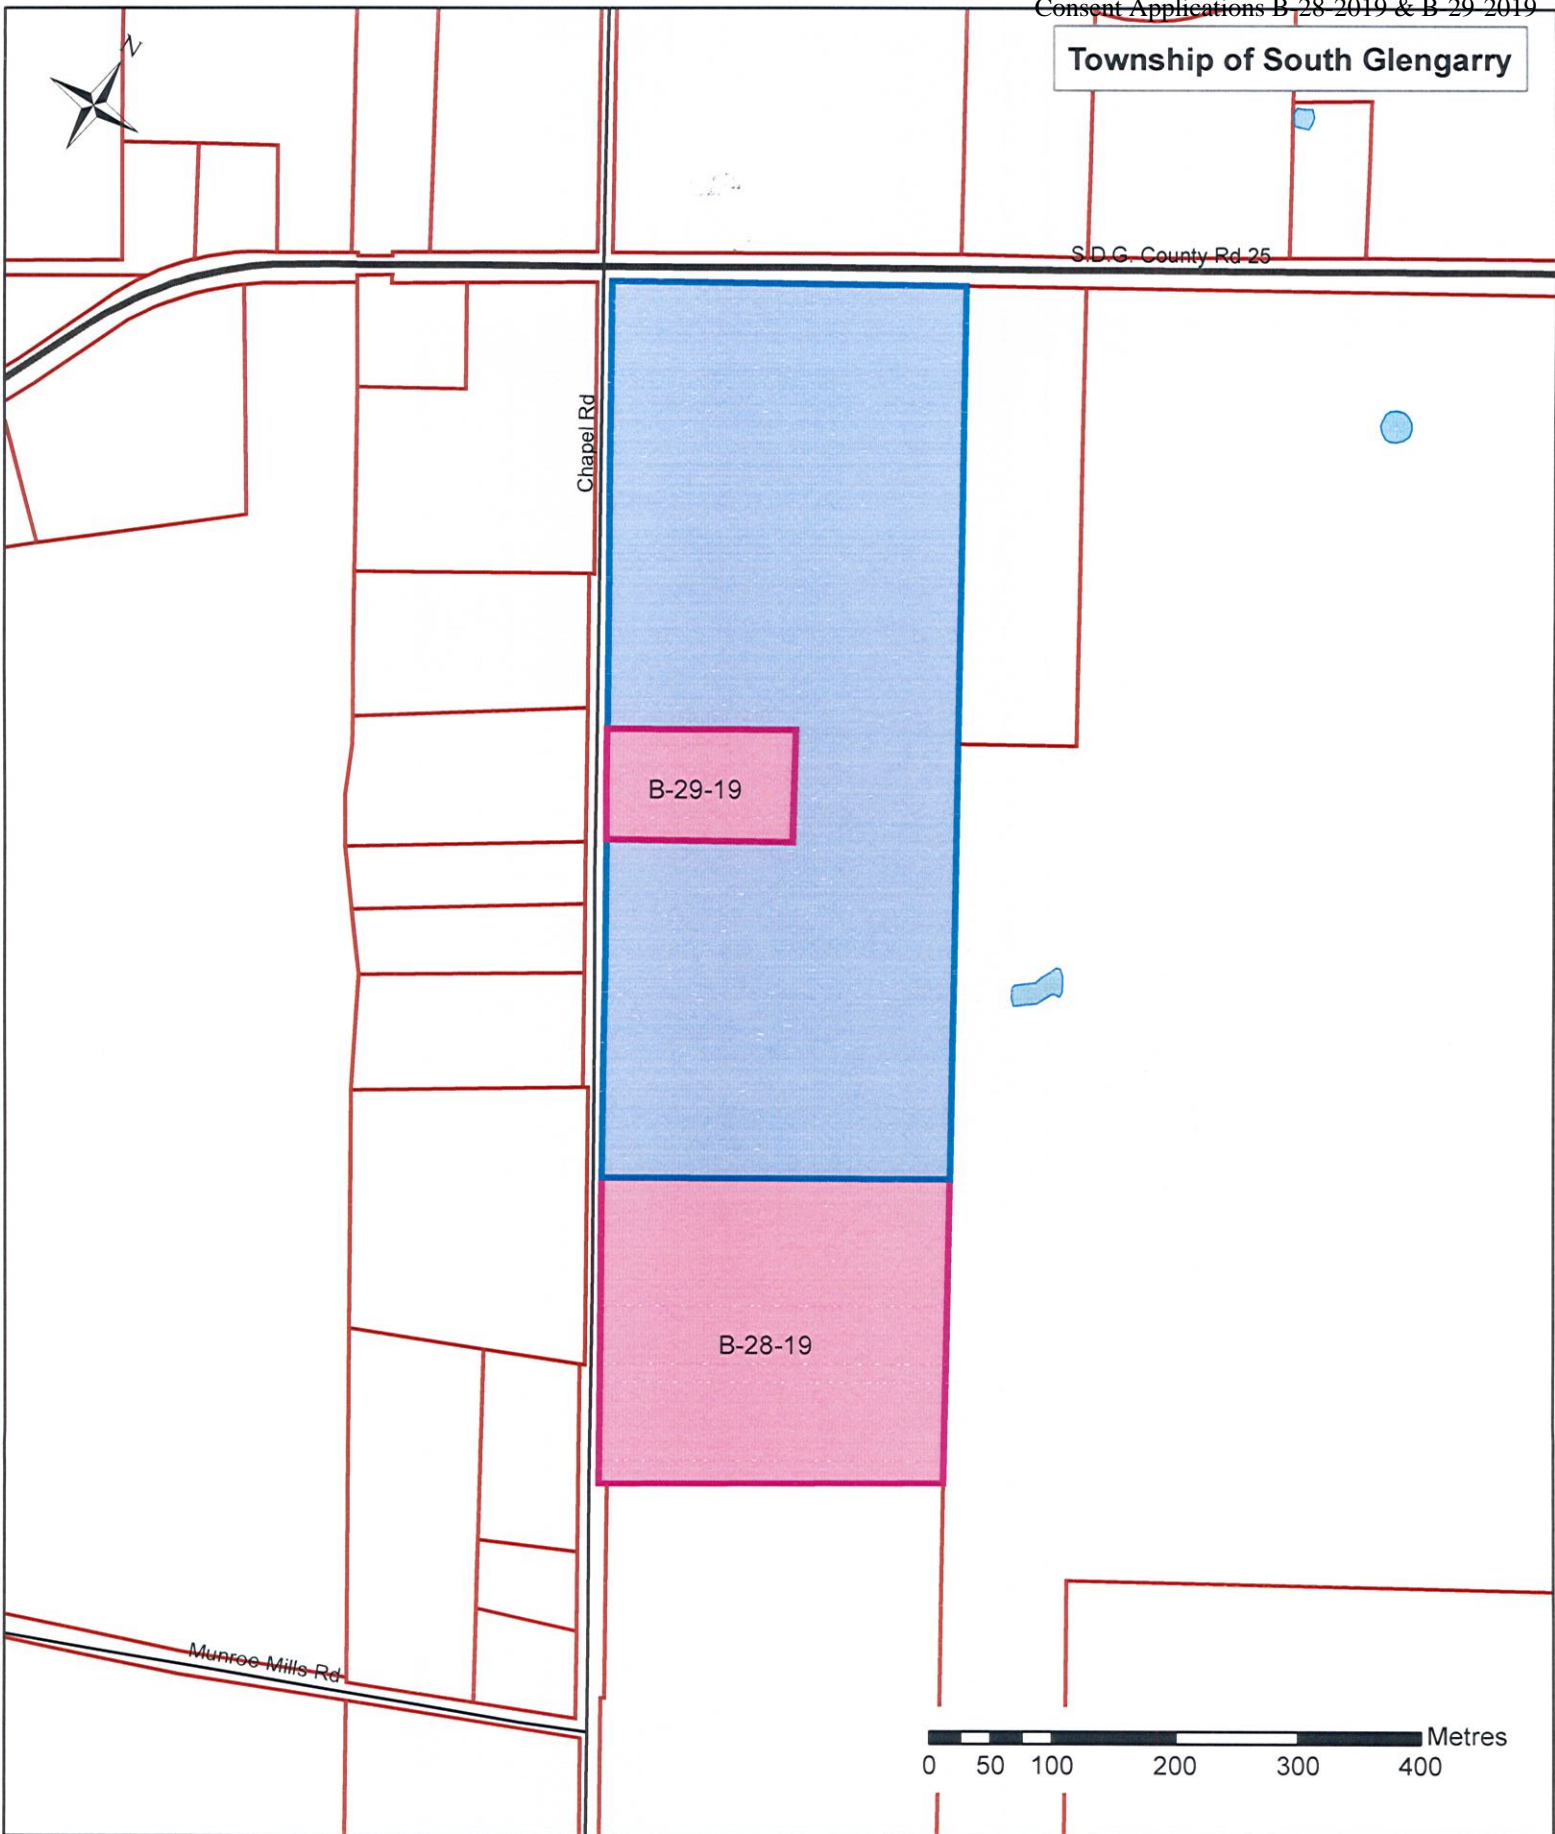 Consent Applications B-28-2019 & B-29-2019
Township of South Glengarry
N
S.D.G. County Rd 25
Chapel Rd
B-29-19
B-28-19
Munroe Mills Rd
Metres
0 50 100 200 300 400